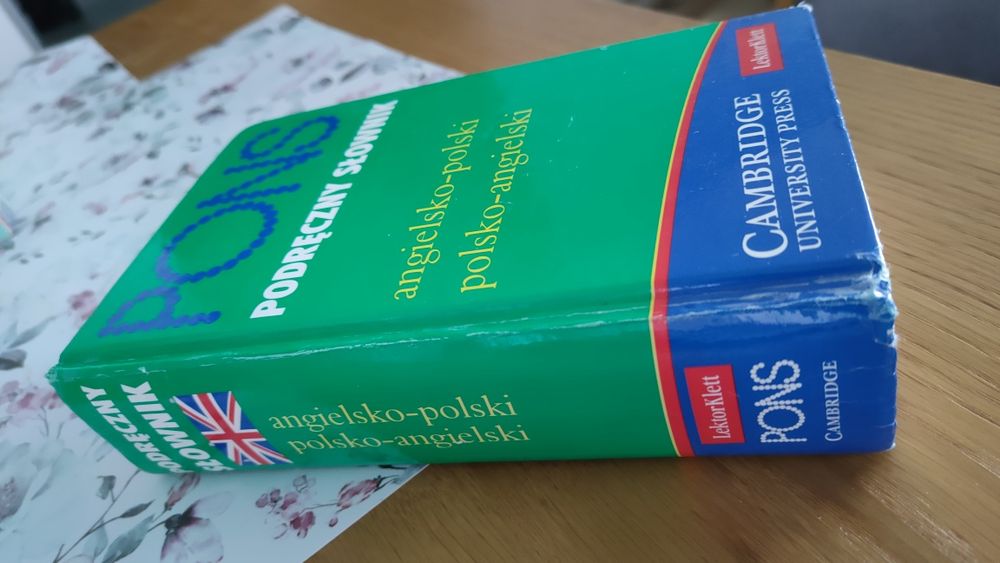 PONS
PODRĘCZNY SŁOWNIK
angielsko-polski
polsko-angielski
LektorKlett
CAMBRIDGE
UNIVERSITY PRESS
PODRĘCZNY
SŁOWNIK
angielsko-polski
polsko-angielski
LektorKlett
PONS
CAMBRIDGE